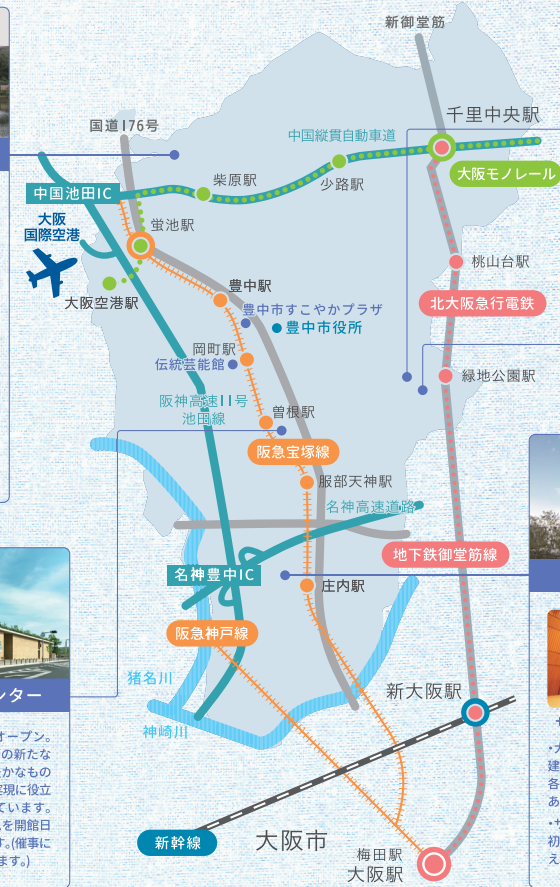 新御堂筋
千里中央駅
国道176号
中国縦貫自動車道
大阪モノレール
柴原駅
少路駅
中国池田IC
大阪
国際空港
蛍池駅
桃山台駅
大阪空港駅
豊中駅
北大阪急行電鉄
豊中市すこやかプラザ
豊中市役所
岡町駅
伝統芸能館
緑地公園駅
阪神高速11号
池田線
曽根駅
阪急宝塚線
服部天神駅
名神高速道路
地下鉄御堂筋線
名神豊中IC
庄内駅
阪急神戸線
猪名川
新大阪駅
神崎川
新幹線
大阪市
梅田駅
大阪駅
ンター
オープン。
の新たな
かなもの
実現に役立
ています。
を開館日
す。(催事に
ます。)
建
各
あ
初
え